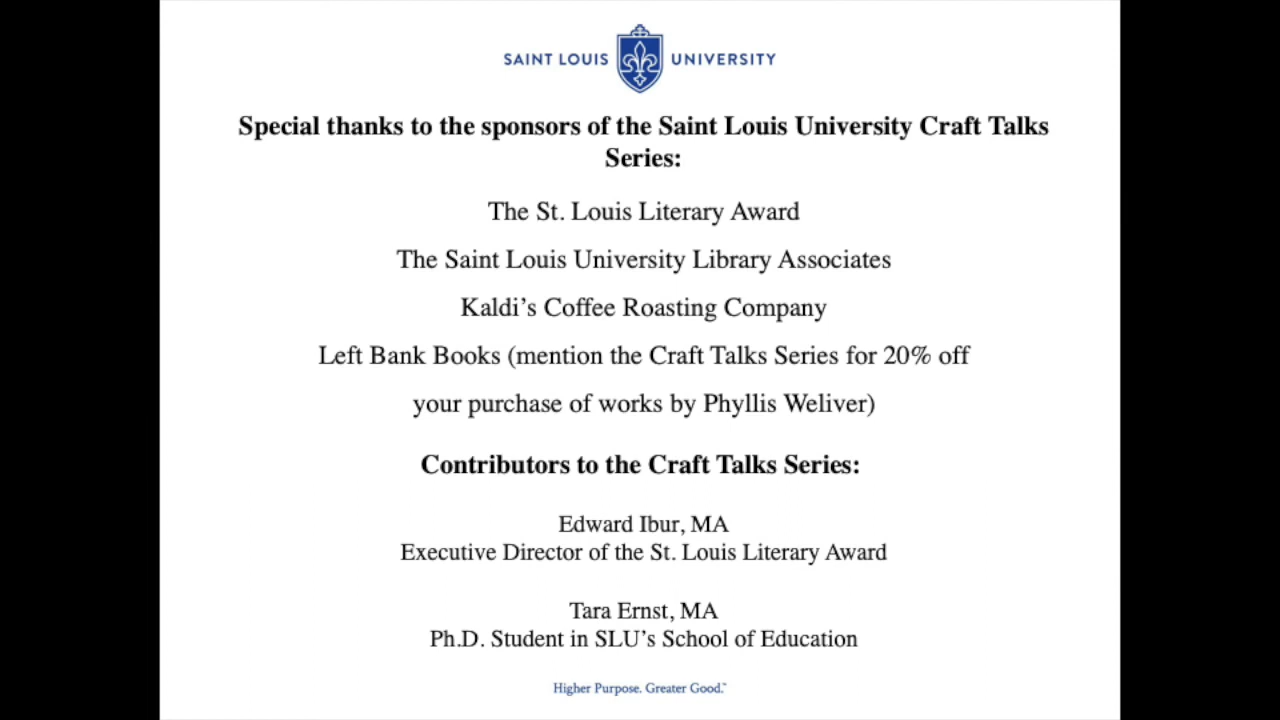 SAINT LOUIS UNIVERSITY
Special thanks to the sponsors of the Saint Louis University Craft Talks
Series:
The St. Louis Literary Award
The Saint Louis University Library Associates
Kaldi’s Coffee Roasting Company
Left Bank Books (mention the Craft Talks Series for 20% off
your purchase of works by Phyllis Weliver)
Contributors to the Craft Talks Series:
Edward Ibur, MA
Executive Director of the St. Louis Literary Award
Tara Ernst, MA
Ph.D. Student in SLU’s School of Education
Higher Purpose. Greater Good.™